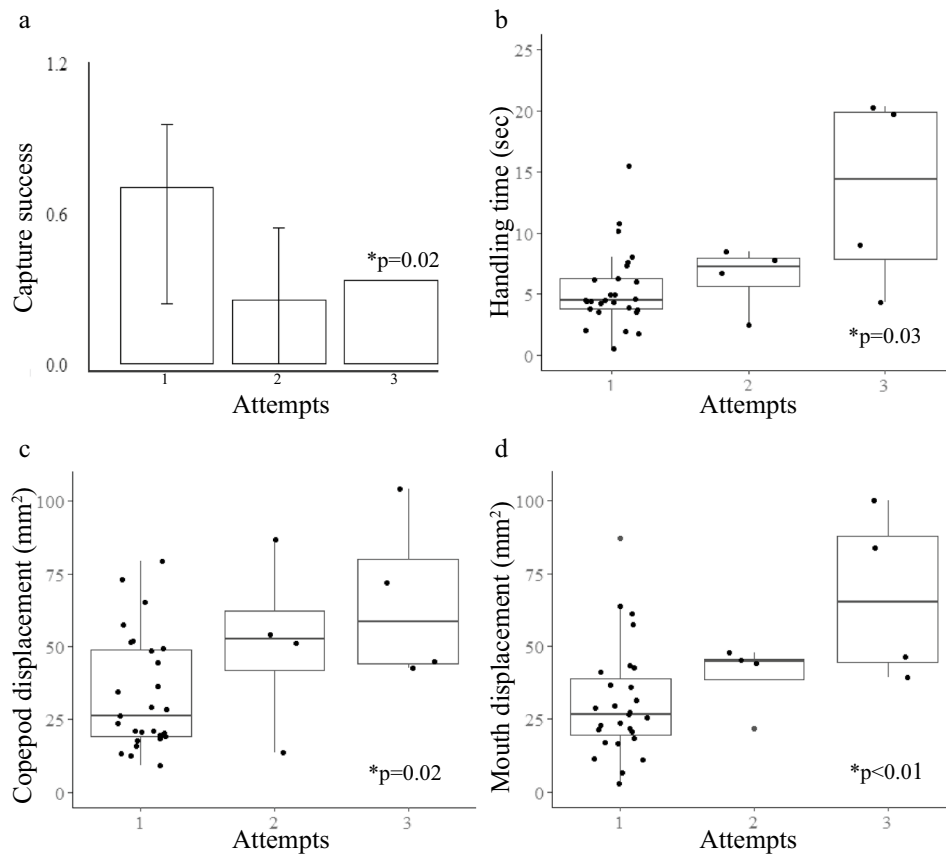 a
1.2
0.6
0.0
Capture success
*p=0.02
1 2 3
Attempts
b
25
20
15
10
5
0
Handling time (sec)
*p=0.03
1 2 3
Attempts
c
100
75
50
25
0
Copepod displacement (mm²)
*p=0.02
1 2 3
Attempts
d
100
75
50
25
0
Mouth displacement (mm²)
*p<0.01
1 2 3
Attempts